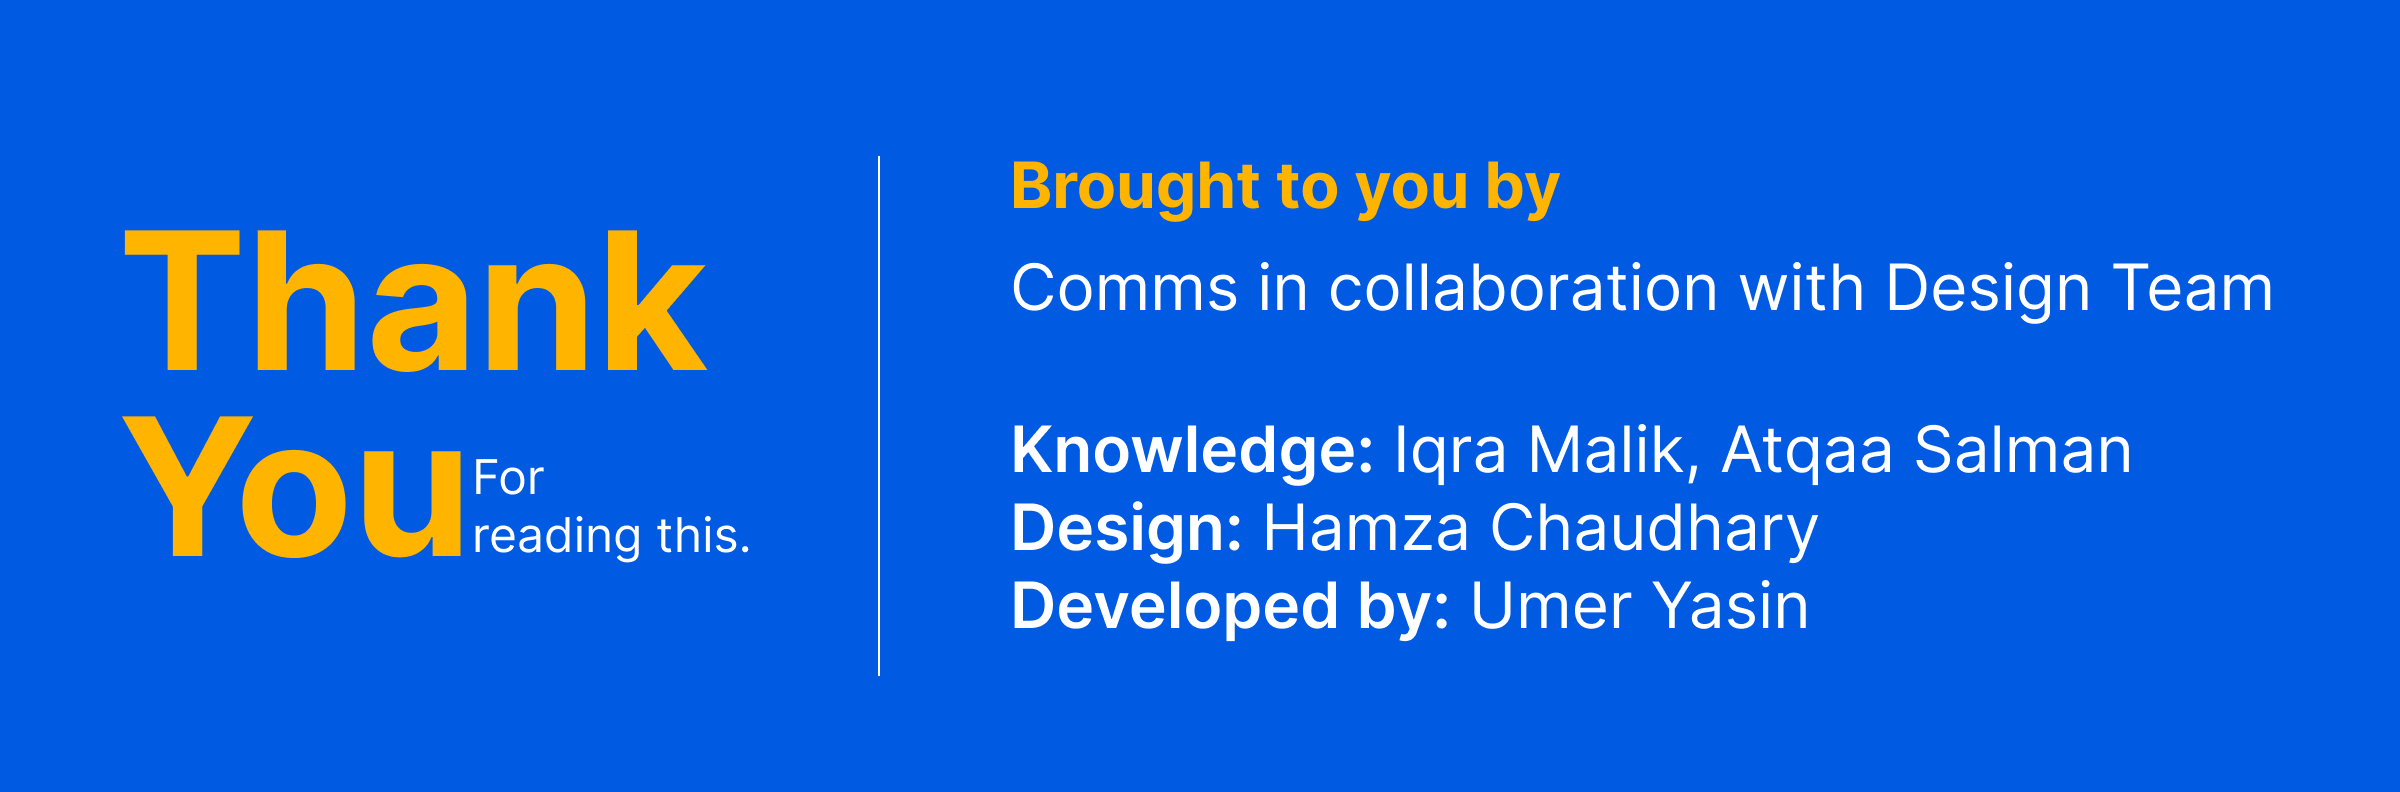 Thank
You
For
reading this.
Brought to you by
Comms in collaboration with Design Team
Knowledge: Iqra Malik, Atqaa Salman
Design: Hamza Chaudhary
Developed by: Umer Yasin